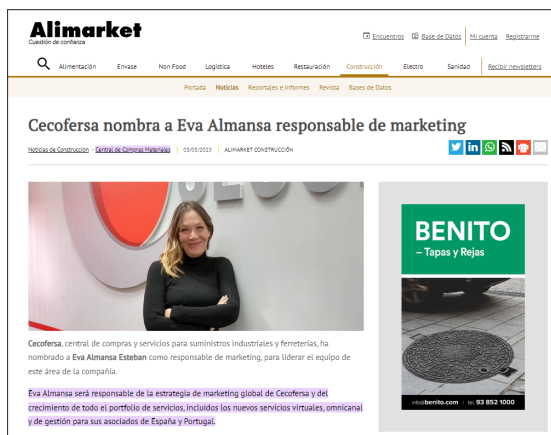 Alimarket
Cuestión de confianza
Encuentros Base de Datos Mi cuenta Registrarme
Alimentación Envase Non Food Logística Hoteles Restauración Construcción Electro Sanidad Recibir newsletters
Portada Noticias Reportajes e Informes Revista Bases de Datos
Cecofersa nombra a Eva Almansa responsable de marketing
Noticias de Construcción > Central de Compras Materiales 03/03/2023 ALIMARKET CONSTRUCCIÓN
BENITO
– Tapas y Rejas
Cecofersa, central de compras y servicios para suministros industriales y ferreterías, ha
nombrado a Eva Almansa Esteban como responsable de marketing, para liderar el equipo de
este área de la compañía.
Eva Almansa será responsable de la estrategia de marketing global de Cecofersa y del
crecimiento de todo el portfolio de servicios, incluidos los nuevos servicios virtuales, omnicanal
y de gestión para sus asociados de España y Portugal.
info@benito.com | tel. 93 852 1000